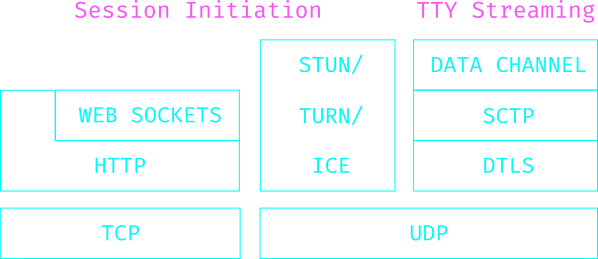 Session Initiation
TTY Streaming
STUN/
DATA CHANNEL
WEB SOCKETS
TURN/
SCTP
HTTP
ICE
DTLS
TCP
UDP